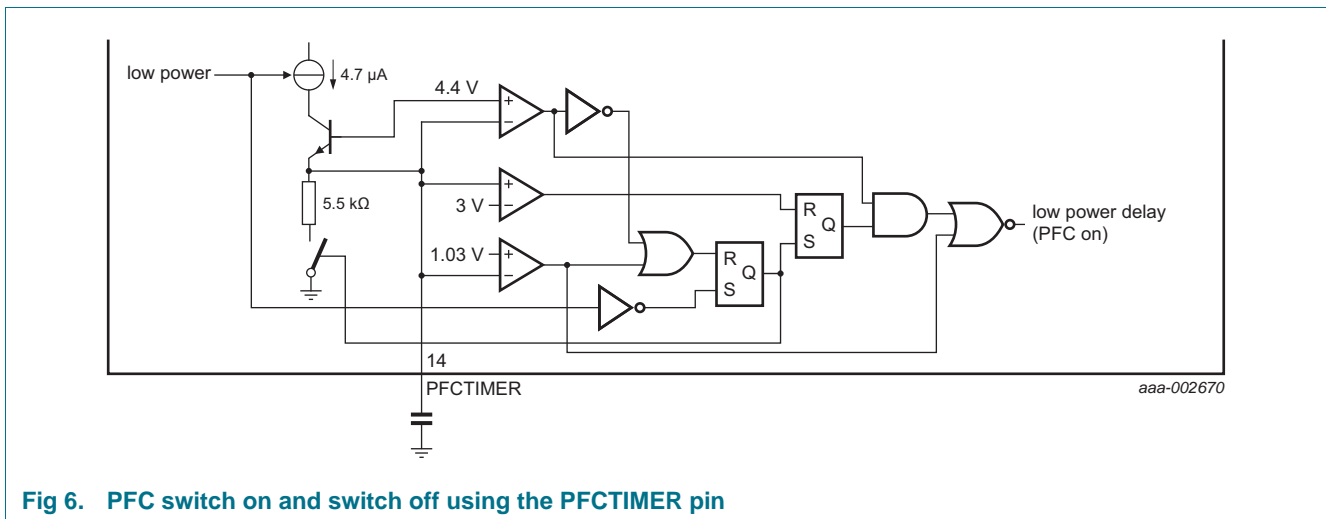 low power
4.7 µA
4.4 V
+
−
5.5 kΩ
+
3 V
−
1.03 V
+
−
R
Q
S
R
Q
S
low power delay
(PFC on)
14
PFCTIMER
aaa-002670
Fig 6. PFC switch on and switch off using the PFCTIMER pin